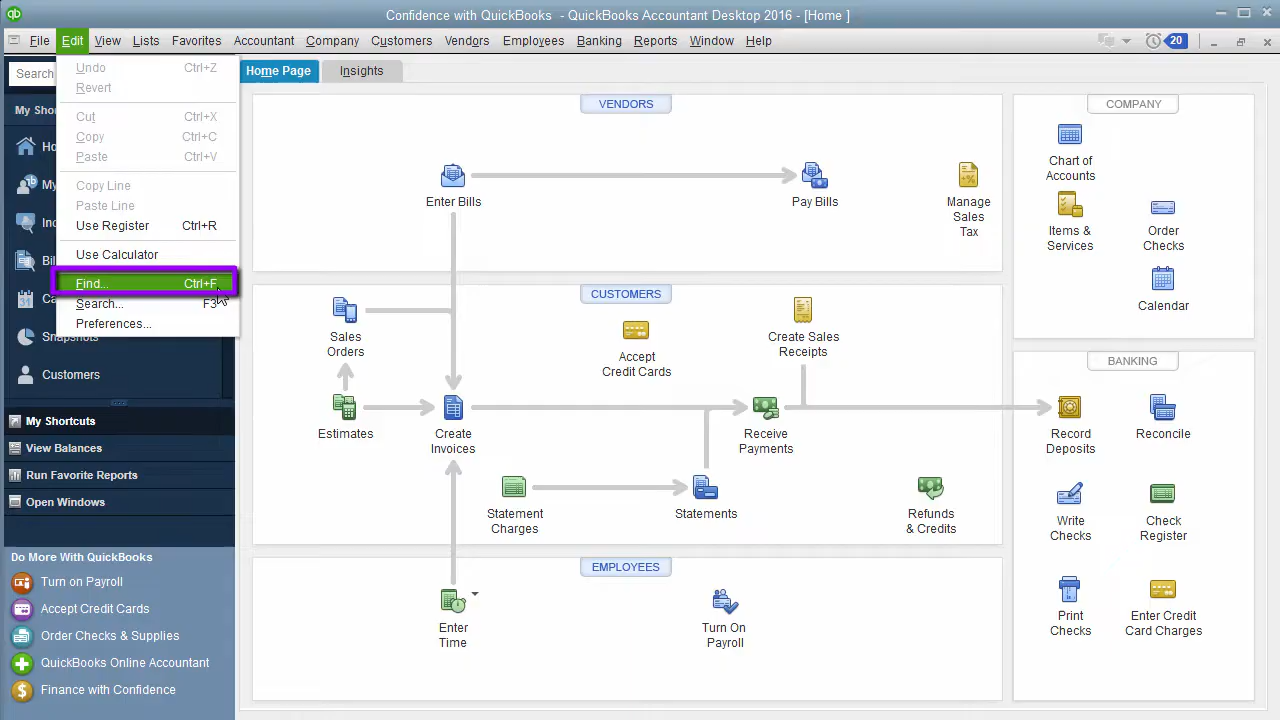 Confidence with QuickBooks - QuickBooks Accountant Desktop 2016 - [Home ]
File Edit View Lists Favorites Accountant Company Customers Vendors Employees Banking Reports Window Help 20
Search
Undo Ctrl+Z
Revert
Cut Ctrl+X
Copy Ctrl+C
Paste Ctrl+V
Copy Line
Paste Line
Use Register Ctrl+R
Use Calculator
Find... Ctrl+F
Search... F3
Preferences...
My Sho
Ho
My
Inc
Bil
Ca
Snapshots
Customers
My Shortcuts
View Balances
Run Favorite Reports
Open Windows
Do More With QuickBooks
Turn on Payroll
Accept Credit Cards
Order Checks & Supplies
QuickBooks Online Accountant
Finance with Confidence
Home Page Insights
VENDORS
Enter Bills
Pay Bills
Manage
Sales
Tax
CUSTOMERS
Sales
Orders
Accept
Credit Cards
Create Sales
Receipts
Estimates
Create
Invoices
Receive
Payments
Statement
Charges
Statements
Refunds
& Credits
EMPLOYEES
Enter
Time
Turn On
Payroll
COMPANY
Chart of
Accounts
Items &
Services
Order
Checks
Calendar
BANKING
Record
Deposits
Reconcile
Write
Checks
Check
Register
Print
Checks
Enter Credit
Card Charges